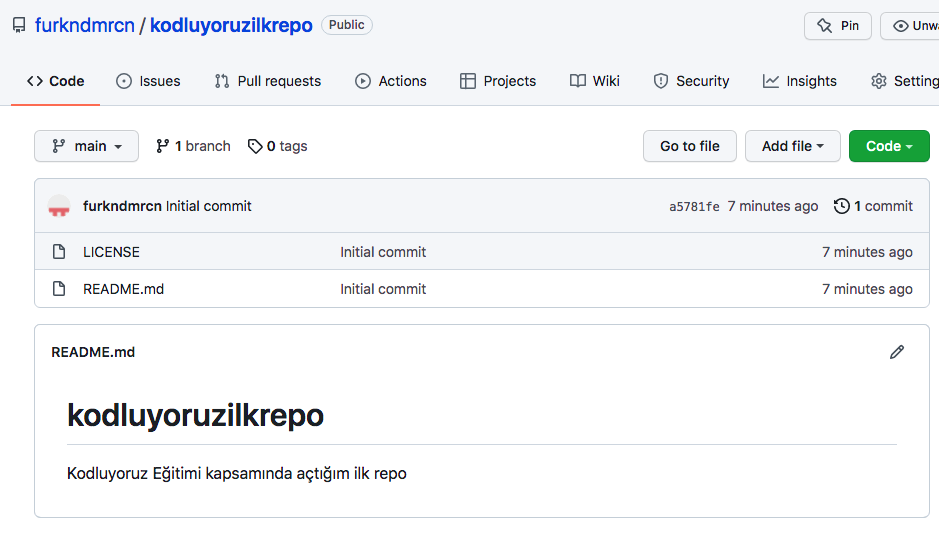 furkndmrcn / kodluyoruzilkrepo Public Pin Unwa
Code Issues Pull requests Actions Projects Wiki Security Insights Setting
main 1 branch 0 tags Go to file Add file Code
furkndmrcn Initial commit a5781fe 7 minutes ago 1 commit
LICENSE Initial commit 7 minutes ago
README.md Initial commit 7 minutes ago
README.md
kodluyoruzilkrepo
Kodluyoruz Eğitimi kapsamında açtığım ilk repo